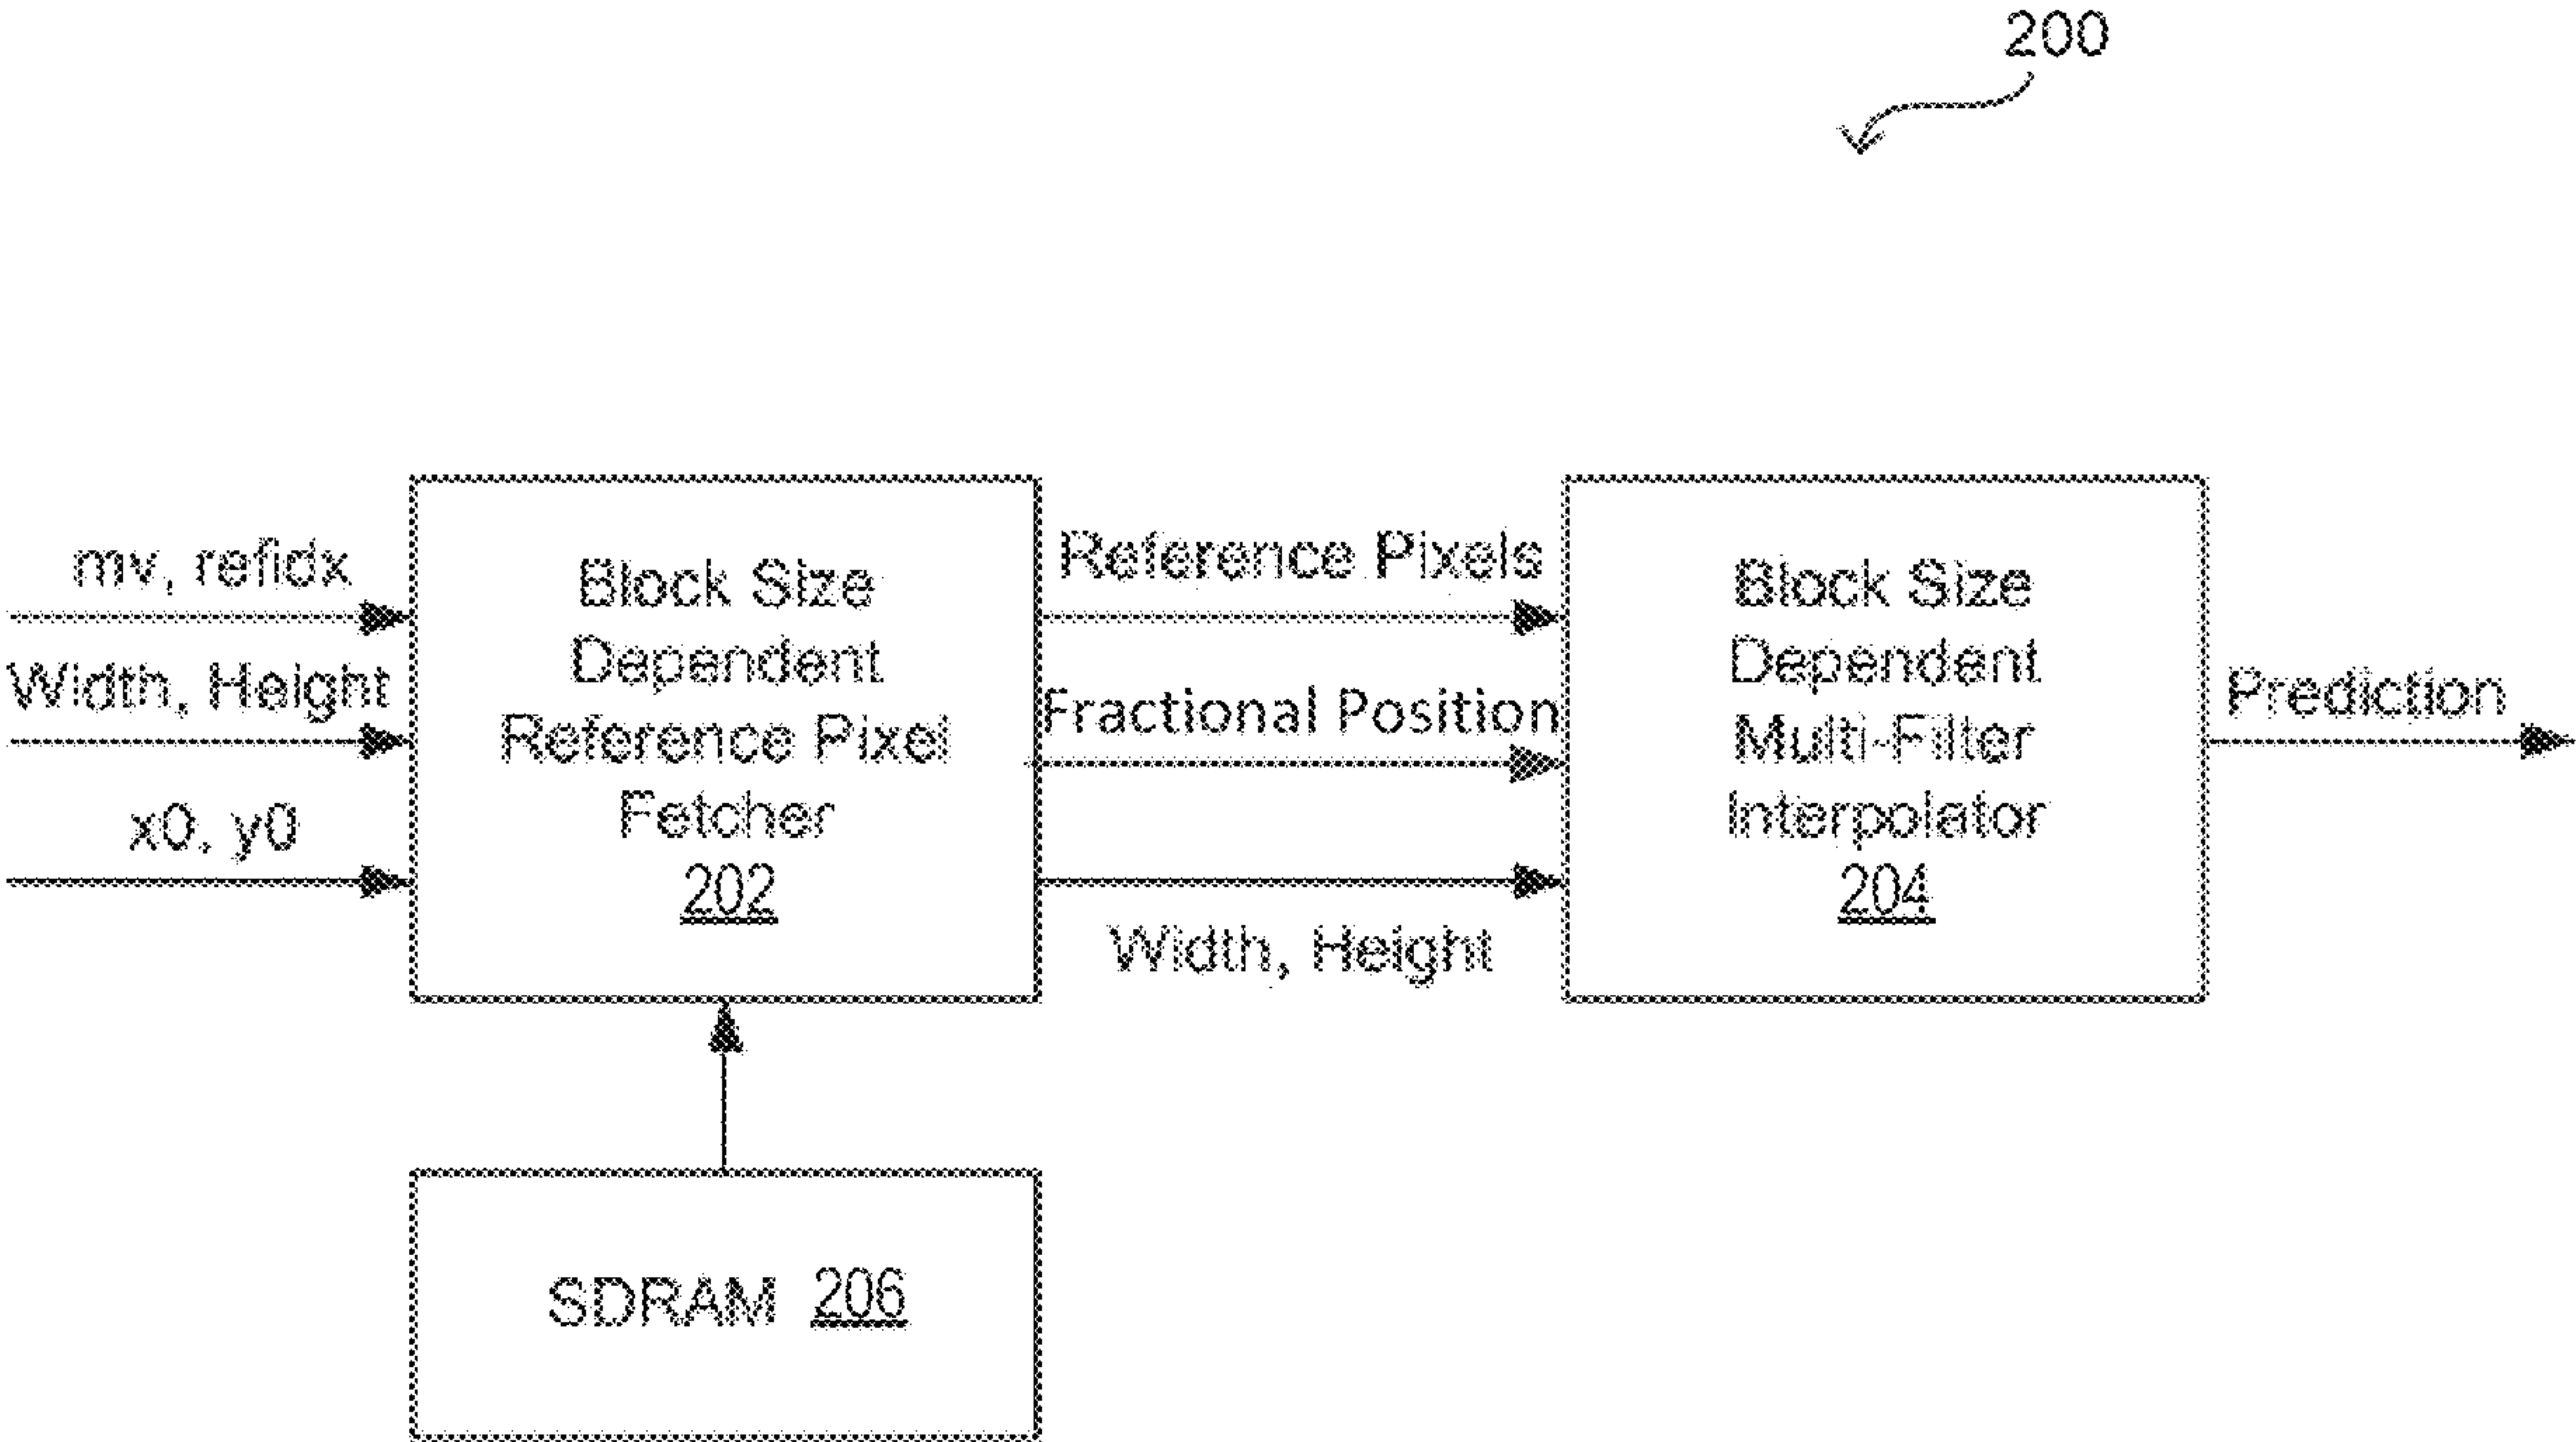 200
mv, refidx
Width, Height
x0, y0
Block Size
Dependent
Reference Pixel
Fetcher
202
Reference Pixels
Fractional Position
Width, Height
Block Size
Dependent
Multi-Filter
Interpolator
204
Prediction
SDRAM 206